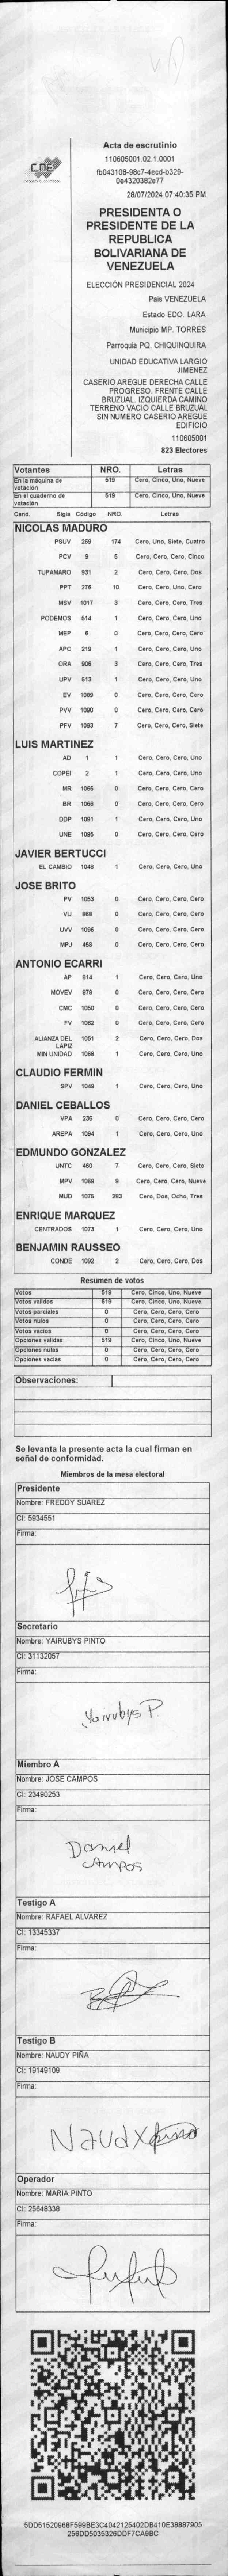 CNE
Acta de escrutinio
110605001.02.1.0001
fb043108-98c7-4ecd-b329-
0e4320382e77
28/07/2024 07:40:35 PM
PRESIDENTA O
PRESIDENTE DE LA
REPUBLICA
BOLIVARIANA DE
VENEZUELA
ELECCIÓN PRESIDENCIAL 2024
Pais VENEZUELA
Estado EDO. LARA
Municipio MP. TORRES
Parroquia PQ. CHIQUINQUIRA
UNIDAD EDUCATIVA LARGIO
JIMENEZ
CASERIO AREGUE DERECHA CALLE
PROGRESO. FRENTE CALLE
BRUZUAL. IZQUIERDA CAMINO
TERRENO VACIO CALLE BRUZUAL
SIN NUMERO CASERIO AREGUE
EDIFICIO
110605001
823 Electores
Votantes NRO. Letras
En la máquina de votación 519 Cero, Cinco, Uno, Nueve
En el cuaderno de votación 519 Cero, Cinco, Uno, Nueve
Cand. Sigla Código NRO. Letras
NICOLAS MADURO
PSUV 269 174 Cero, Uno, Siete, Cuatro
PCV 9 5 Cero, Cero, Cero, Cinco
TUPAMARO 931 2 Cero, Cero, Cero, Dos
PPT 276 10 Cero, Cero, Uno, Cero
MSV 1017 3 Cero, Cero, Cero, Tres
PODEMOS 514 1 Cero, Cero, Cero, Uno
MEP 6 0 Cero, Cero, Cero, Cero
APC 219 1 Cero, Cero, Cero, Uno
ORA 906 3 Cero, Cero, Cero, Tres
UPV 513 1 Cero, Cero, Cero, Uno
EV 1089 0 Cero, Cero, Cero, Cero
PVV 1090 0 Cero, Cero, Cero, Cero
PFV 1093 7 Cero, Cero, Cero, Siete
LUIS MARTINEZ
AD 1 1 Cero, Cero, Cero, Uno
COPEI 2 1 Cero, Cero, Cero, Uno
MR 1065 0 Cero, Cero, Cero, Cero
BR 1066 0 Cero, Cero, Cero, Cero
DDP 1091 1 Cero, Cero, Cero, Uno
UNE 1095 0 Cero, Cero, Cero, Cero
JAVIER BERTUCCI
EL CAMBIO 1048 1 Cero, Cero, Cero, Uno
JOSE BRITO
PV 1053 0 Cero, Cero, Cero, Cero
VU 868 0 Cero, Cero, Cero, Cero
UVV 1096 0 Cero, Cero, Cero, Cero
MPJ 458 0 Cero, Cero, Cero, Cero
ANTONIO ECARRI
AP 914 1 Cero, Cero, Cero, Uno
MOVEV 979 0 Cero, Cero, Cero, Cero
CMC 1050 0 Cero, Cero, Cero, Cero
FV 1062 0 Cero, Cero, Cero, Cero
ALIANZA DEL LAPIZ 1061 2 Cero, Cero, Cero, Dos
MIN UNIDAD 1088 1 Cero, Cero, Cero, Uno
CLAUDIO FERMIN
SPV 1049 1 Cero, Cero, Cero, Uno
DANIEL CEBALLOS
VPA 235 0 Cero, Cero, Cero, Cero
AREPA 1094 1 Cero, Cero, Cero, Uno
EDMUNDO GONZALEZ
UNTC 460 7 Cero, Cero, Cero, Siete
MPV 1069 9 Cero, Cero, Cero, Nueve
MUD 1075 283 Cero, Dos, Ocho, Tres
ENRIQUE MARQUEZ
CENTRADOS 1073 1 Cero, Cero, Cero, Uno
BENJAMIN RAUSSEO
CONDE 1092 2 Cero, Cero, Cero, Dos
Resumen de votos
Votos 519 Cero, Cinco, Uno, Nueve
Votos validos 519 Cero, Cinco, Uno, Nueve
Votos parciales 0 Cero, Cero, Cero, Cero
Votos nulos 0 Cero, Cero, Cero, Cero
Votos vacios 0 Cero, Cero, Cero, Cero
Opciones validas 519 Cero, Cinco, Uno, Nueve
Opciones nulas 0 Cero, Cero, Cero, Cero
Opciones vacias 0 Cero, Cero, Cero, Cero
Observaciones:
Se levanta la presente acta la cual firman en
señal de conformidad.
Miembros de la mesa electoral
Presidente
Nombre: FREDDY SUAREZ
CI: 5934551
Firma:
Secretario
Nombre: YAIRUBYS PINTO
CI: 31132057
Firma:
Yairubys P.
Miembro A
Nombre: JOSE CAMPOS
CI: 23490253
Firma:
Daniel
Campos
Testigo A
Nombre: RAFAEL ALVAREZ
CI: 13345337
Firma:
Testigo B
Nombre: NAUDY PIÑA
CI: 19149109
Firma:
Naudy
Operador
Nombre: MARIA PINTO
CI: 25648338
Firma:
5DD51520968F599BE3C4042125402DB410E38887905
256DD5035326DDF7CA9BC